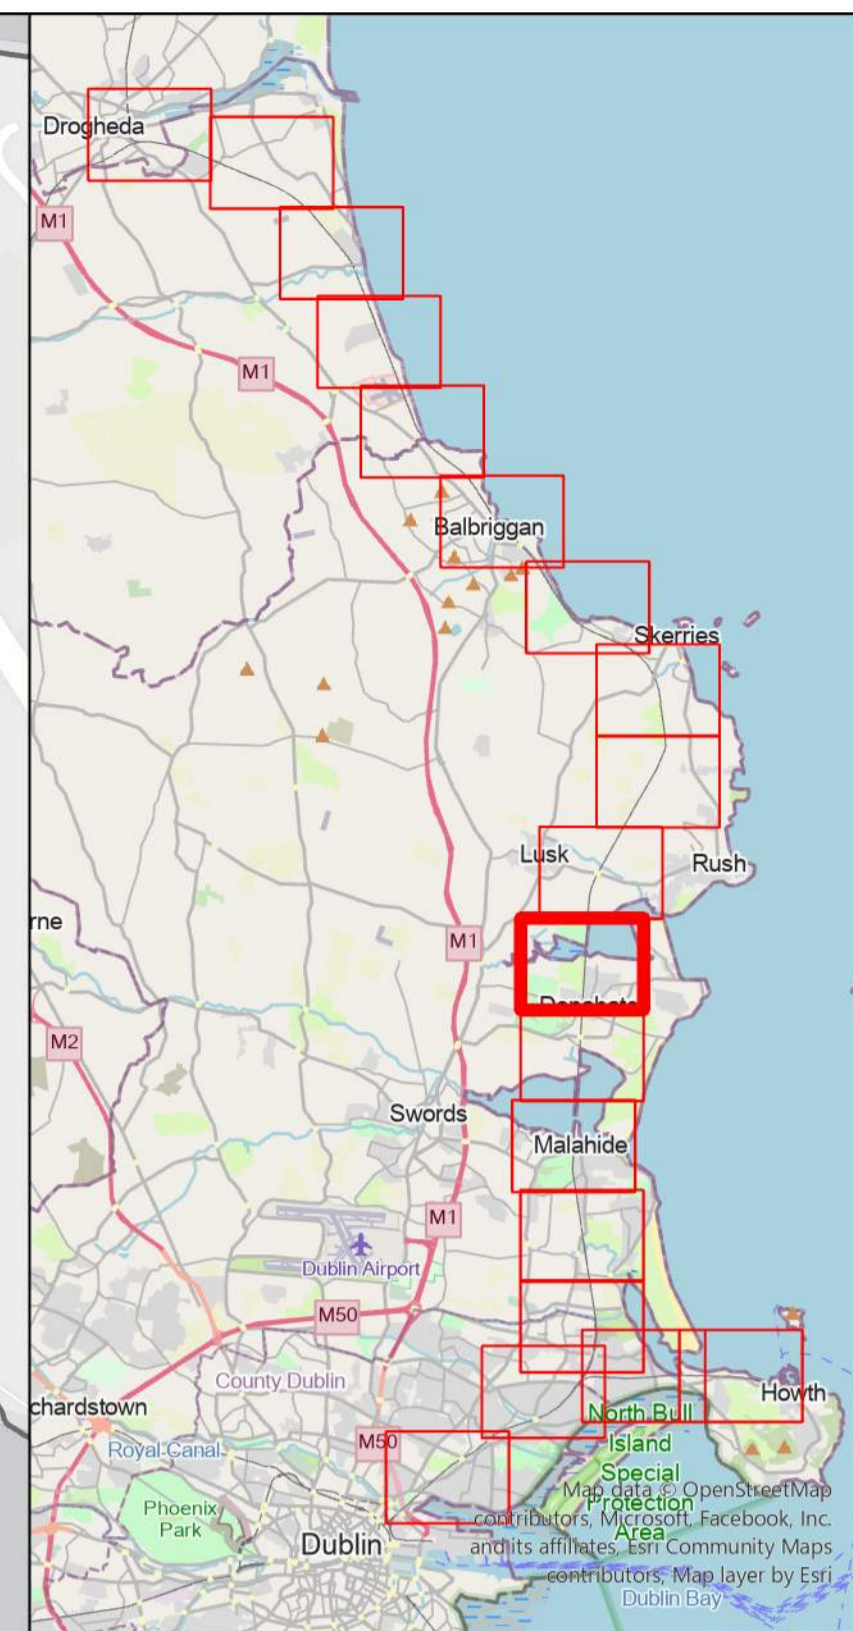 Drogheda
M1
M1
Balbriggan
Skerries
Lusk
Rush
rne
M1
Donabate
M2
Swords
Malahide
M1
Dublin Airport
M50
County Dublin
Howth
chardstown
North Bull
Island
Special
Protection
Area
M50
Royal Canal
Phoenix
Park
Dublin
Map data © OpenStreetMap
contributors, Microsoft, Facebook, Inc.
and its affiliates, Esri Community Maps
contributors, Map layer by Esri
Dublin Bay